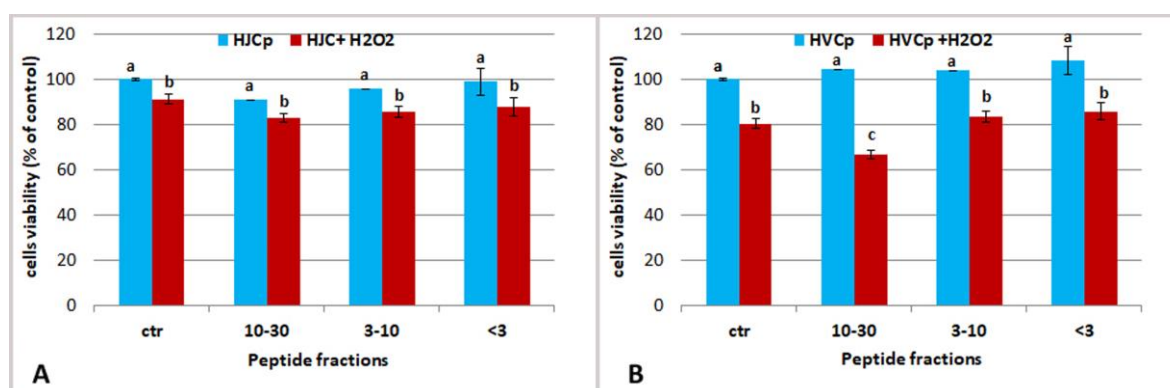 120
100
80
60
40
20
0
cells viability (% of control)
HJCp HJC+ H2O2
a b a b a b a b
ctr 10-30 3-10 <3
Peptide fractions
A
120
100
80
60
40
20
0
cells viability (% of control)
HVCp HVCp +H2O2
a b a c a b a b
ctr 10-30 3-10 <3
Peptide fractions
B